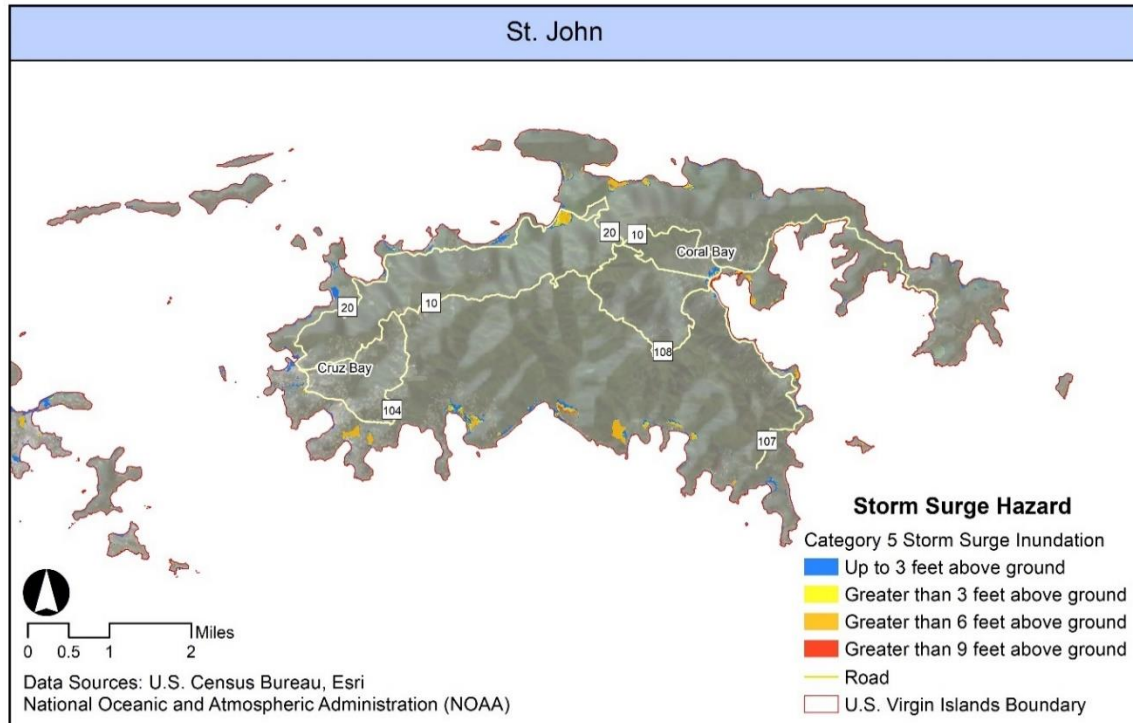 St. John
20
10
Coral Bay
20
10
108
Cruz Bay
104
107
Storm Surge Hazard
Category 5 Storm Surge Inundation
Up to 3 feet above ground
Greater than 3 feet above ground
Greater than 6 feet above ground
Greater than 9 feet above ground
Road
U.S. Virgin Islands Boundary
Miles
0 0.5 1 2
Data Sources: U.S. Census Bureau, Esri
National Oceanic and Atmospheric Administration (NOAA)